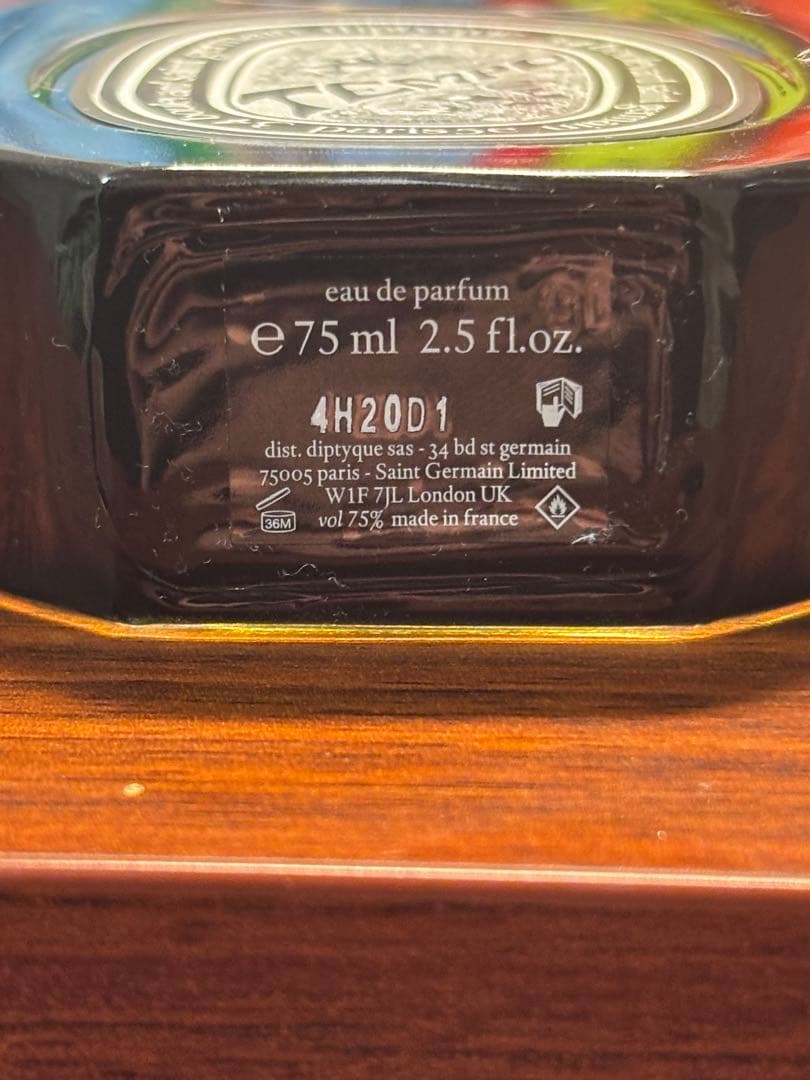 TEMPO
eau de parfum
℮ 75 ml 2.5 fl.oz.
4H20D1
dist. diptyque sas - 34 bd st germain
75005 paris - Saint Germain Limited
W1F 7JL London UK
36M
vol 75% made in france